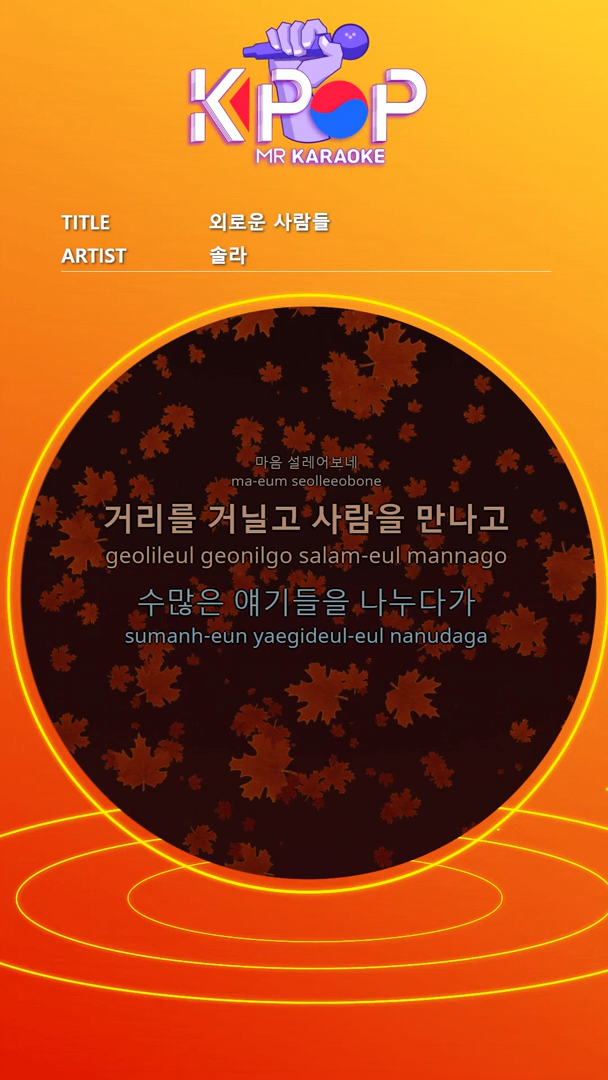 KPOP
MR KARAOKE
TITLE 외로운 사람들
ARTIST 솔라
마음 설레어보네
ma-eum seolleeobone
거리를 거닐고 사람을 만나고
geolileul geonilgo salam-eul mannago
수많은 얘기들을 나누다가
sumanh-eun yaegideul-eul nanudaga